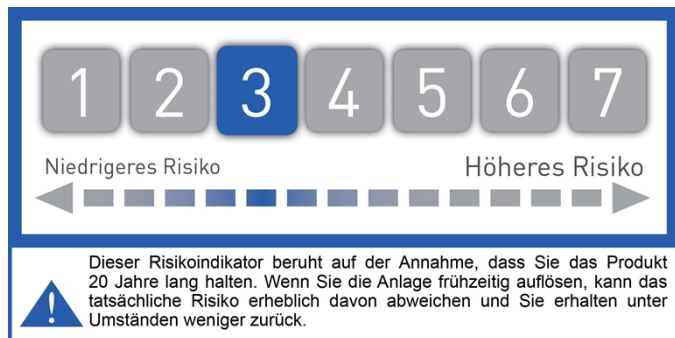 1 2 3 4 5 6 7
Niedrigeres Risiko Höheres Risiko
Dieser Risikoindikator beruht auf der Annahme, dass Sie das Produkt
20 Jahre lang halten. Wenn Sie die Anlage frühzeitig auflösen, kann das
tatsächliche Risiko erheblich davon abweichen und Sie erhalten unter
Umständen weniger zurück.